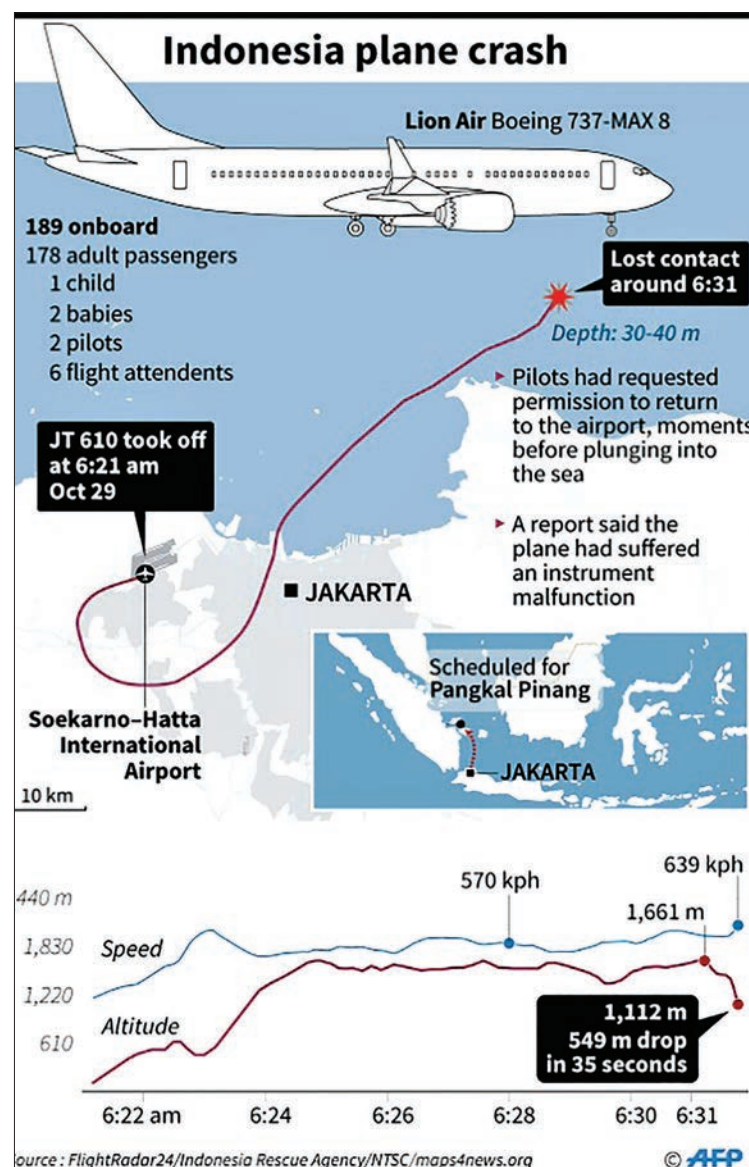 Indonesia plane crash
Lion Air Boeing 737-MAX 8
189 onboard
178 adult passengers
1 child
2 babies
2 pilots
6 flight attendents
Lost contact
around 6:31
Depth: 30-40 m
Pilots had requested
permission to return
to the airport, moments
before plunging into
the sea
A report said the
plane had suffered
an instrument
malfunction
JT 610 took off
at 6:21 am
Oct 29
JAKARTA
Soekarno–Hatta
International
Airport
10 km
Scheduled for
Pangkal Pinang
JAKARTA
440 m
1,830
1,220
610
Speed
Altitude
570 kph
639 kph
1,661 m
1,112 m
549 m drop
in 35 seconds
6:22 am
6:24
6:26
6:28
6:30
6:31
ource : FlightRadar24/Indonesia Rescue Agency/NTSC/maps4news.org
© AFP